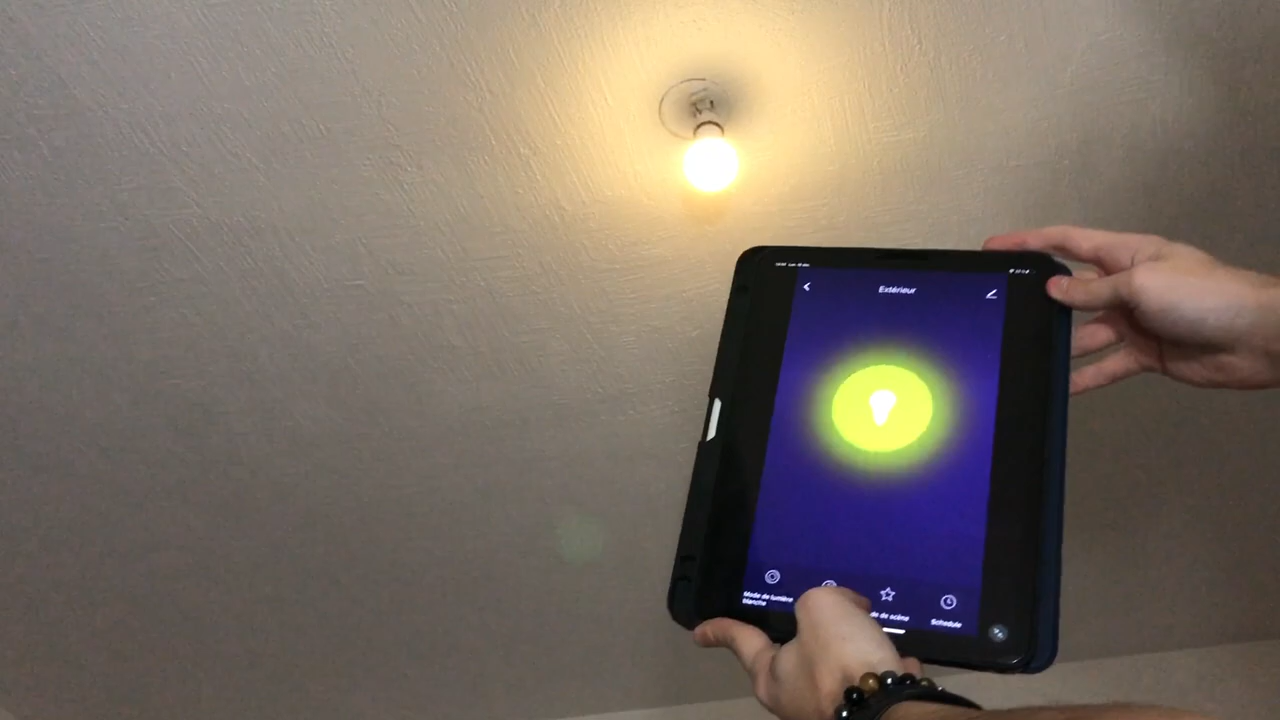 Extérieur
Mode de lumière
blanche
de scène
Schedule